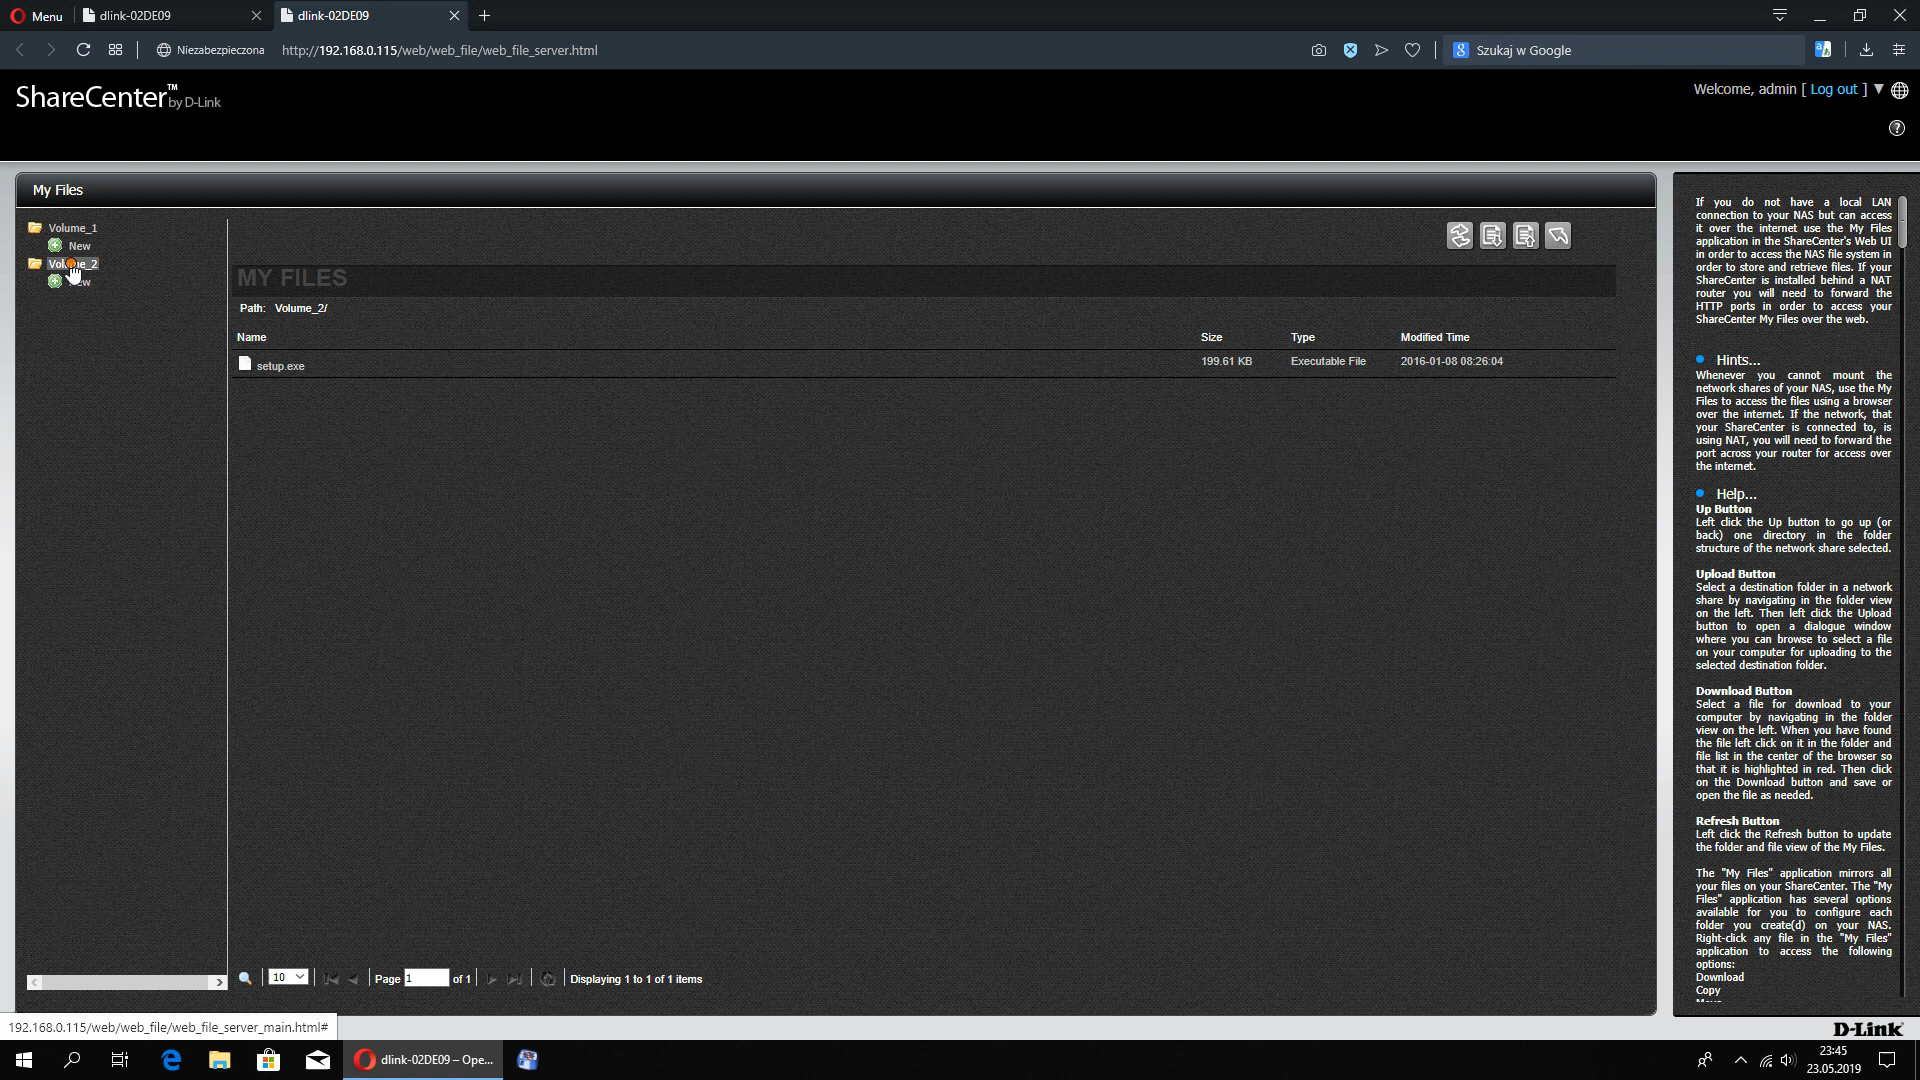 Menu
dlink-02DE09
dlink-02DE09
Niezabezpieczona
http://192.168.0.115/web/web_file/web_file_server.html
Szukaj w Google
ShareCenter™ by D-Link
Welcome, admin [ Log out ]
My Files
Volume_1
New
Volume_2
MY FILES
Path: Volume_2/
Name Size Type Modified Time
setup.exe 199.61 KB Executable File 2016-01-08 08:26:04
10
Page 1 of 1
Displaying 1 to 1 of 1 items
If you do not have a local LAN
connection to your NAS but can access
it over the internet use the My Files
application in the ShareCenter's Web UI
in order to access the NAS file system in
order to store and retrieve files. If your
ShareCenter is installed behind a NAT
router you will need to forward the
HTTP ports in order to access your
ShareCenter My Files over the web.
Hints...
Whenever you cannot mount the
network shares of your NAS, use the My
Files to access the files using a browser
over the internet. If the network, that
your ShareCenter is connected to, is
using NAT, you will need to forward the
port across your router for access over
the internet.
Help...
Up Button
Left click the Up button to go up (or
back) one directory in the folder
structure of the network share selected.
Upload Button
Select a destination folder in a network
share by navigating in the folder view
on the left. Then left click the Upload
button to open a dialogue window
where you can browse to select a file
on your computer for uploading to the
selected destination folder.
Download Button
Select a file for download to your
computer by navigating in the folder
view on the left. When you have found
the file left click on it in the folder and
file list in the center of the browser so
that it is highlighted in red. Then click
on the Download button and save or
open the file as needed.
Refresh Button
Left click the Refresh button to update
the folder and file view of the My Files.
The "My Files" application mirrors all
your files on your ShareCenter. The "My
Files" application has several options
available for you to configure each
folder you create(d) on your NAS.
Right-click any file in the "My Files"
application to access the following
options:
Download
Copy
192.168.0.115/web/web_file/web_file_server_main.html#
D-Link
dlink-02DE09 – Ope...
23:45
23.05.2019